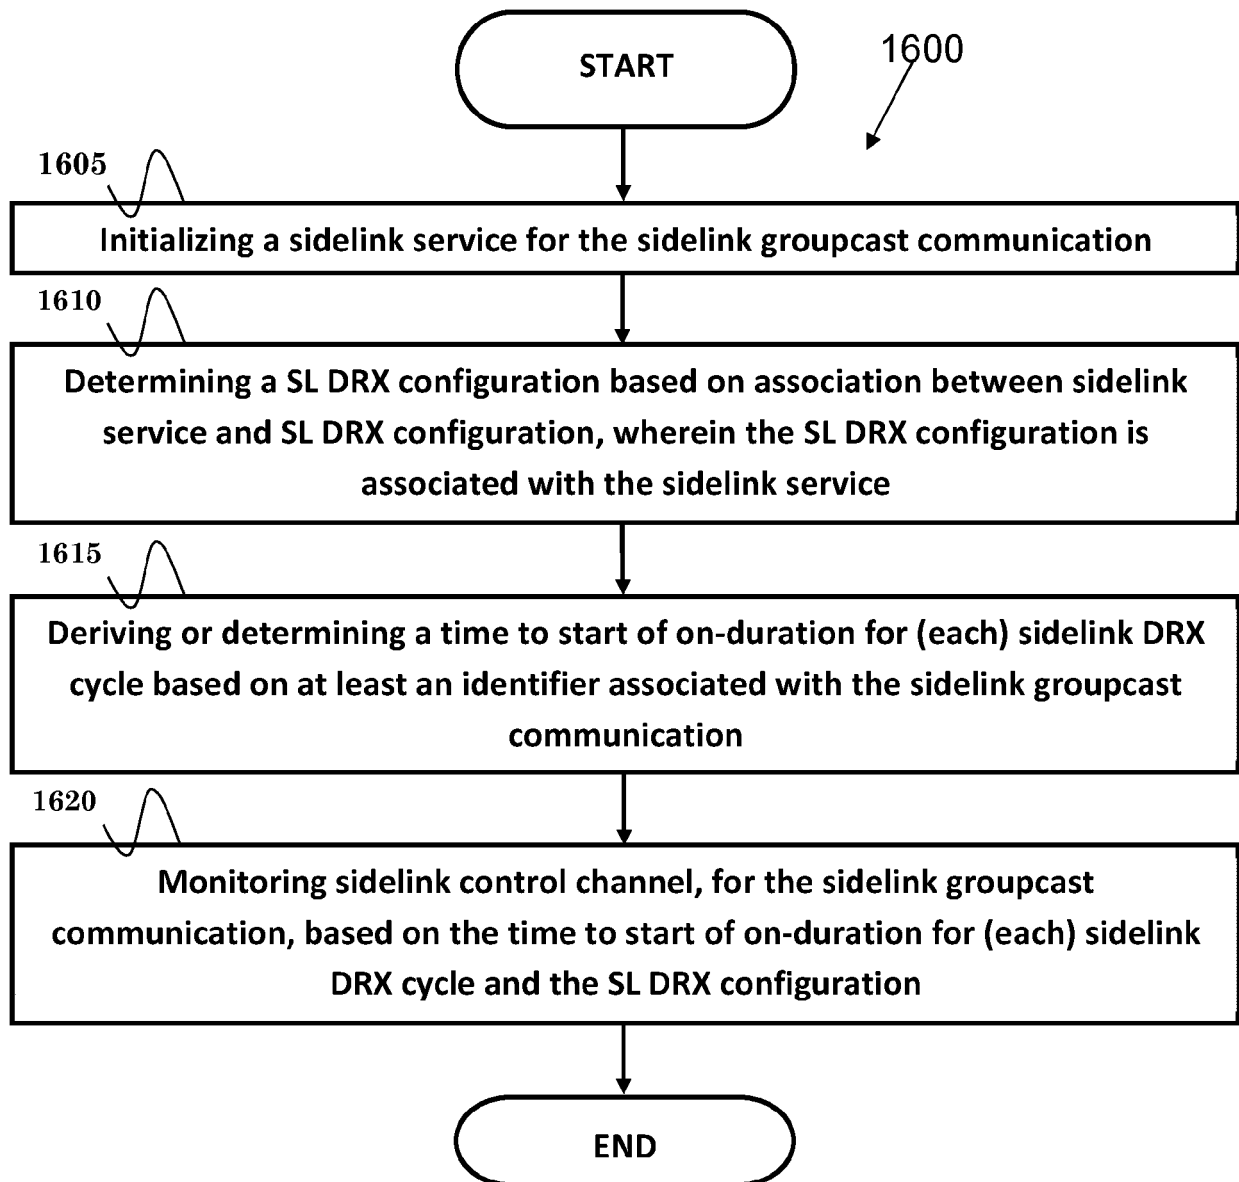 START
1600
1605
Initializing a sidelink service for the sidelink groupcast communication
1610
Determining a SL DRX configuration based on association between sidelink
service and SL DRX configuration, wherein the SL DRX configuration is
associated with the sidelink service
1615
Deriving or determining a time to start of on-duration for (each) sidelink DRX
cycle based on at least an identifier associated with the sidelink groupcast
communication
1620
Monitoring sidelink control channel, for the sidelink groupcast
communication, based on the time to start of on-duration for (each) sidelink
DRX cycle and the SL DRX configuration
END